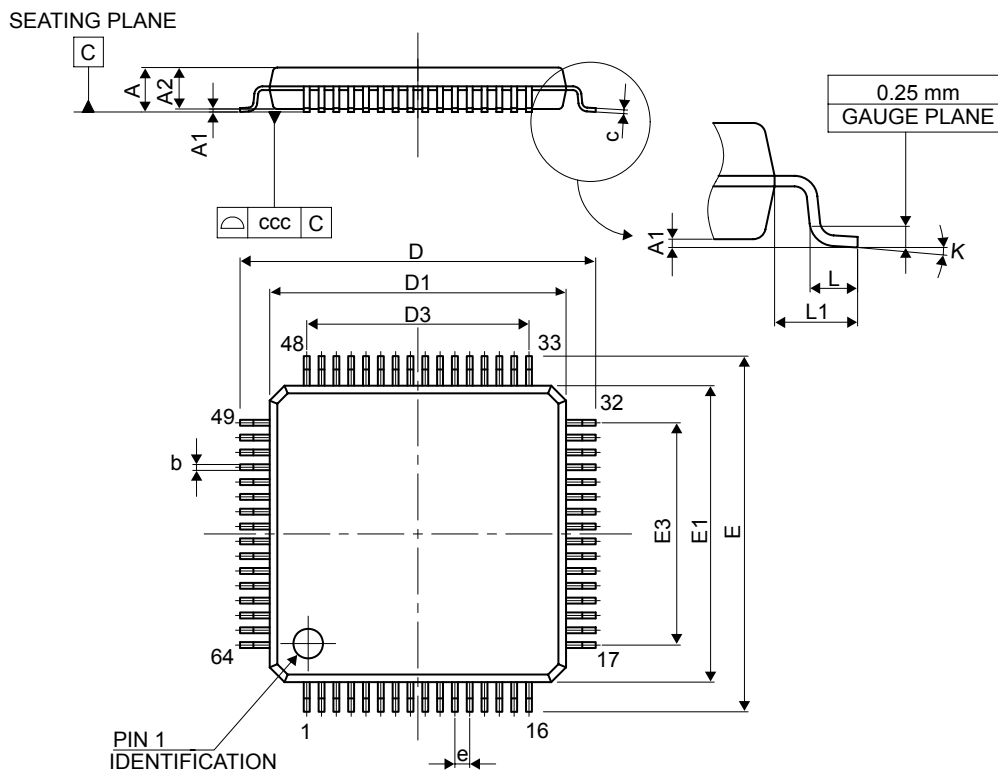 SEATING PLANE
C
A
A2
A1
c
0.25 mm
GAUGE PLANE
ccc C
A1
K
L
L1
D
D1
D3
48
33
49
32
b
E3
E1
E
64
17
1
16
e
PIN 1
IDENTIFICATION